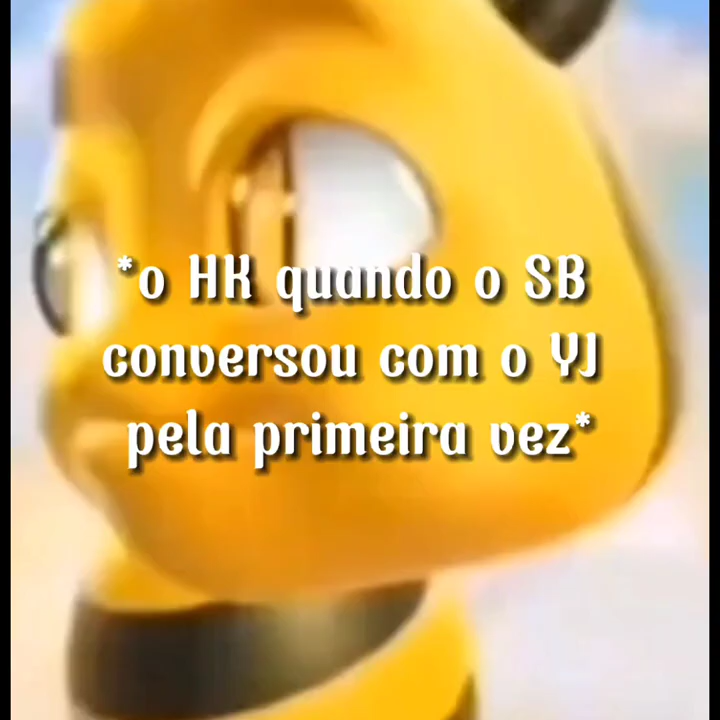 *o HK quando o SB
conversou com o YJ
pela primeira vez*